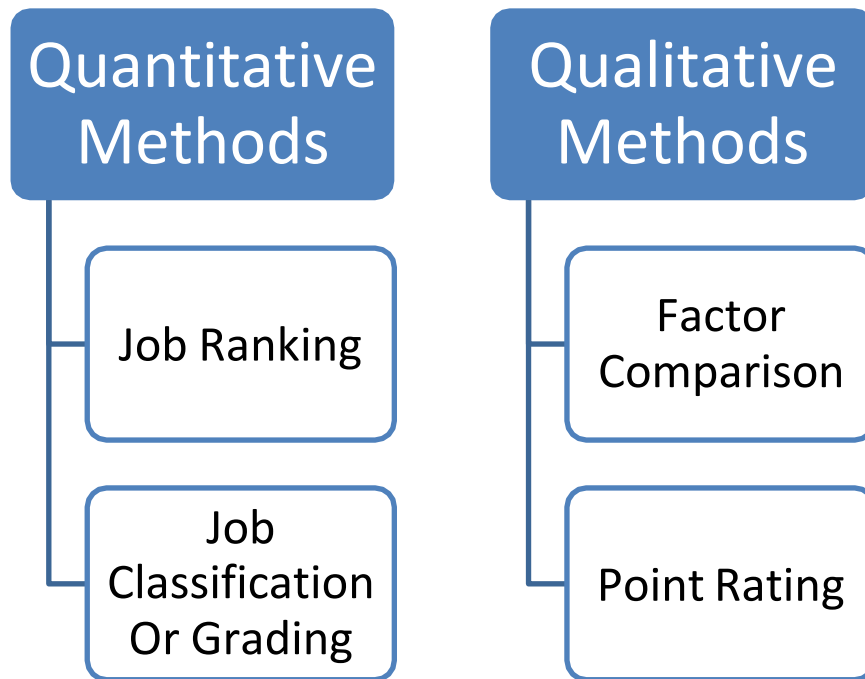 Quantitative
Methods
Job Ranking
Job
Classification
Or Grading
Qualitative
Methods
Factor
Comparison
Point Rating